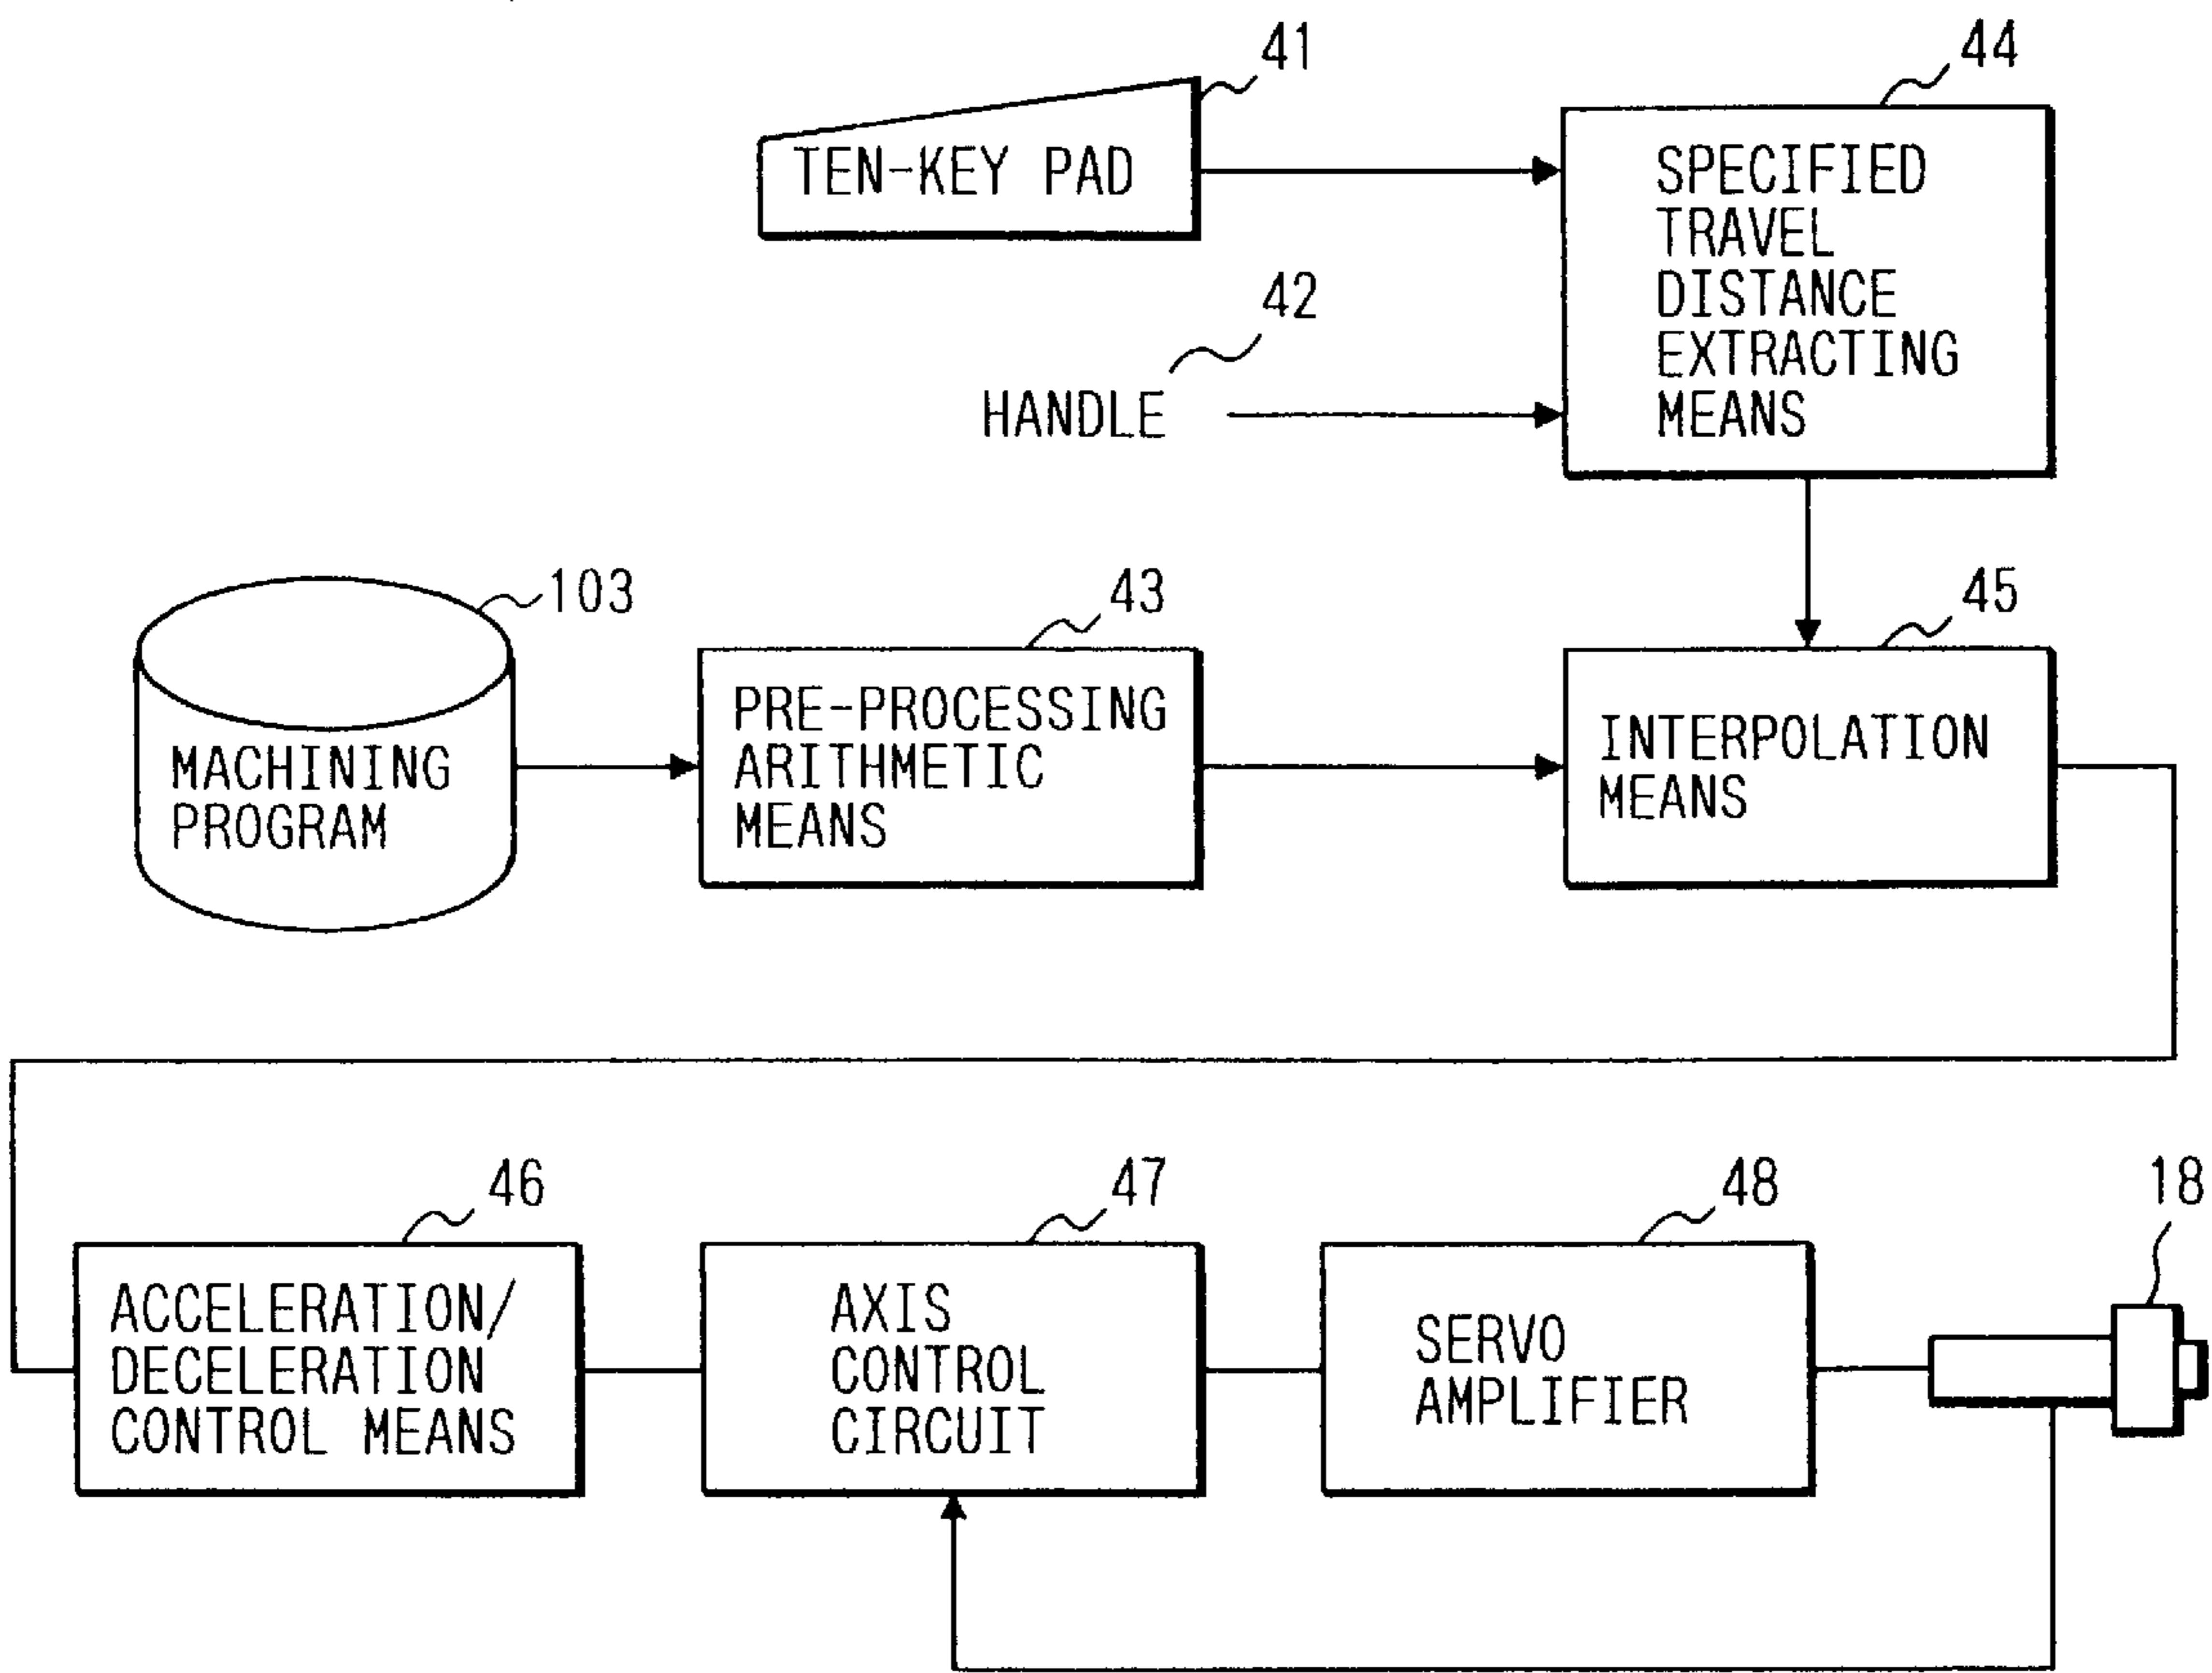 41
TEN-KEY PAD
44
SPECIFIED
TRAVEL
DISTANCE
EXTRACTING
MEANS
42
HANDLE
103
MACHINING
PROGRAM
43
PRE-PROCESSING
ARITHMETIC
MEANS
45
INTERPOLATION
MEANS
46
ACCELERATION/
DECELERATION
CONTROL MEANS
47
AXIS
CONTROL
CIRCUIT
48
SERVO
AMPLIFIER
18